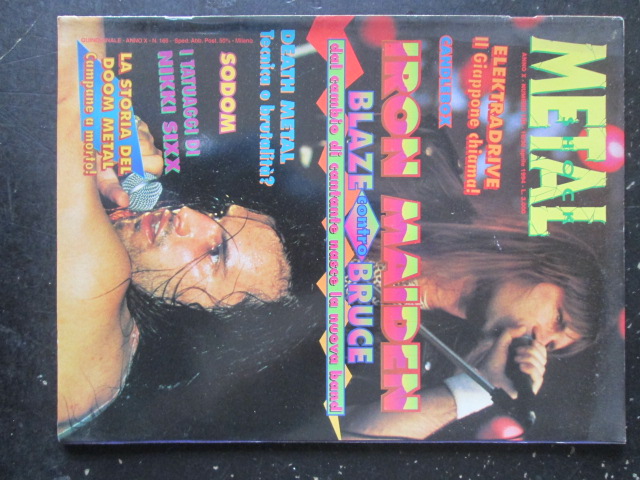 METAL
SHOCK
ELEKTRADRIVE
Il Giappone chiama!
CANDLEBOX
IRON MAIDEN
BLAZE contro BRUCE
dal cambio di cantante nasce la nuova band
DEATH METAL
Tecnica o brutalità?
SODOM
I TATUAGGI DI
NIKKI SIXX
LA STORIA DEL
DOOM METAL
Campane a morto!